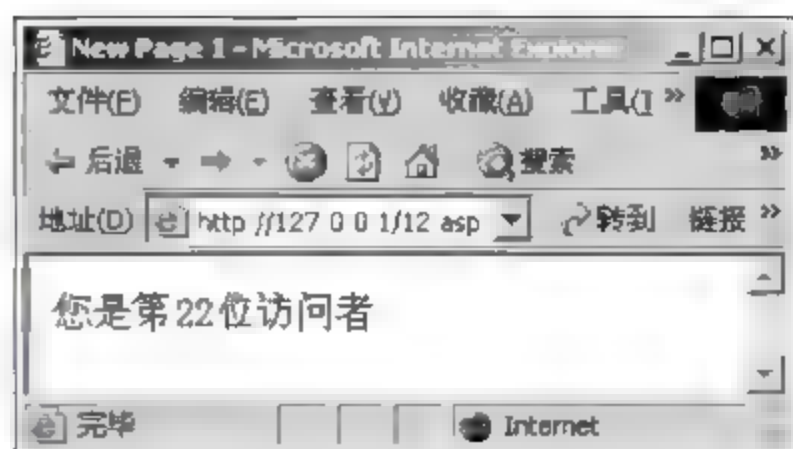 New Page 1 - Microsoft Internet Explorer
文件(F) 编辑(E) 查看(V) 收藏(A) 工具(T »
后退 搜索 »
地址(D) http //127 0 0 1/12 asp 转到 链接 »
您是第22位访问者
完毕 Internet